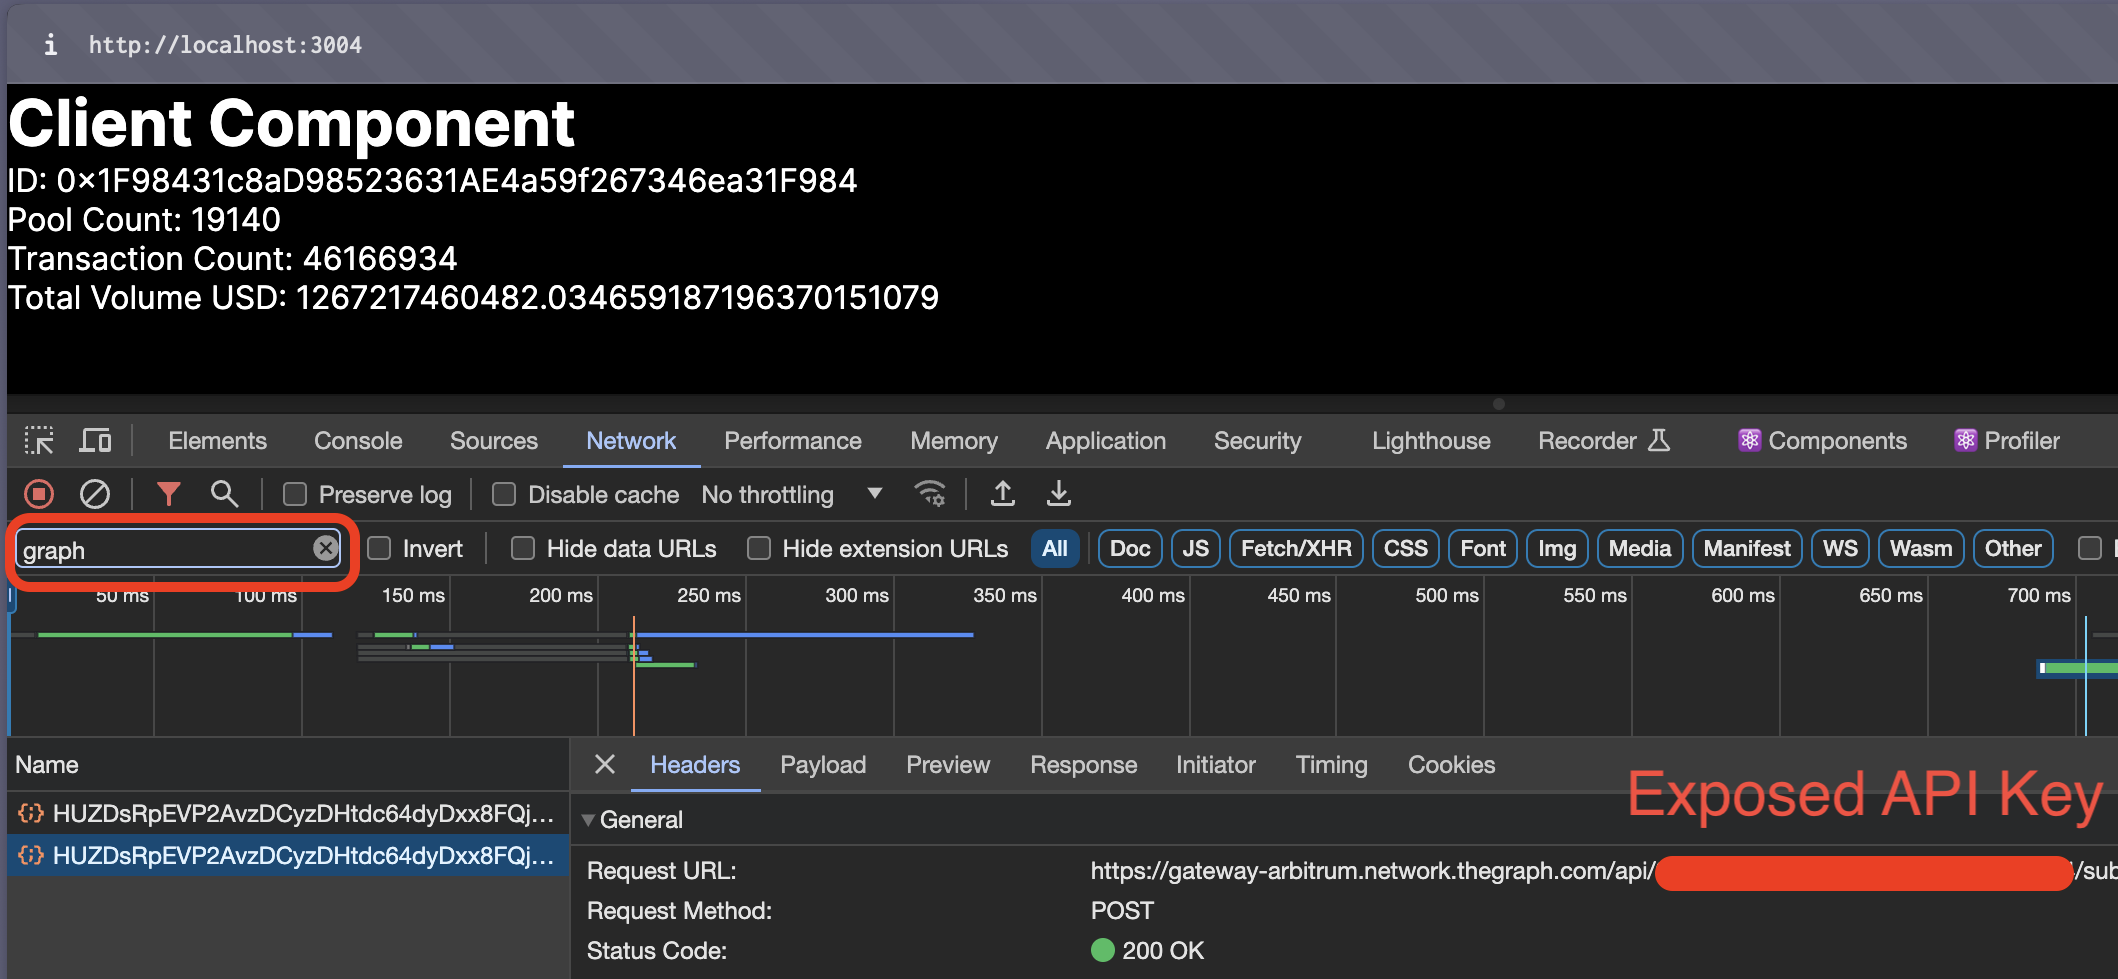 http://localhost:3004
Client Component
ID: 0x1F98431c8aD98523631AE4a59f267346ea31F984
Pool Count: 19140
Transaction Count: 46166934
Total Volume USD: 1267217460482.034659187196370151079
Elements Console Sources Network Performance Memory Application Security Lighthouse Recorder Components Profiler
Preserve log Disable cache No throttling
graph Invert Hide data URLs Hide extension URLs All Doc JS Fetch/XHR CSS Font Img Media Manifest WS Wasm Other
50 ms 100 ms 150 ms 200 ms 250 ms 300 ms 350 ms 400 ms 450 ms 500 ms 550 ms 600 ms 650 ms 700 ms
Name Headers Payload Preview Response Initiator Timing Cookies
Exposed API Key
HUZDsRpEVP2AvzDCyzDHtdc64dyDxx8FQj...
General
HUZDsRpEVP2AvzDCyzDHtdc64dyDxx8FQj...
Request URL: https://gateway-arbitrum.network.thegraph.com/api/ /sub
Request Method: POST
Status Code: 200 OK